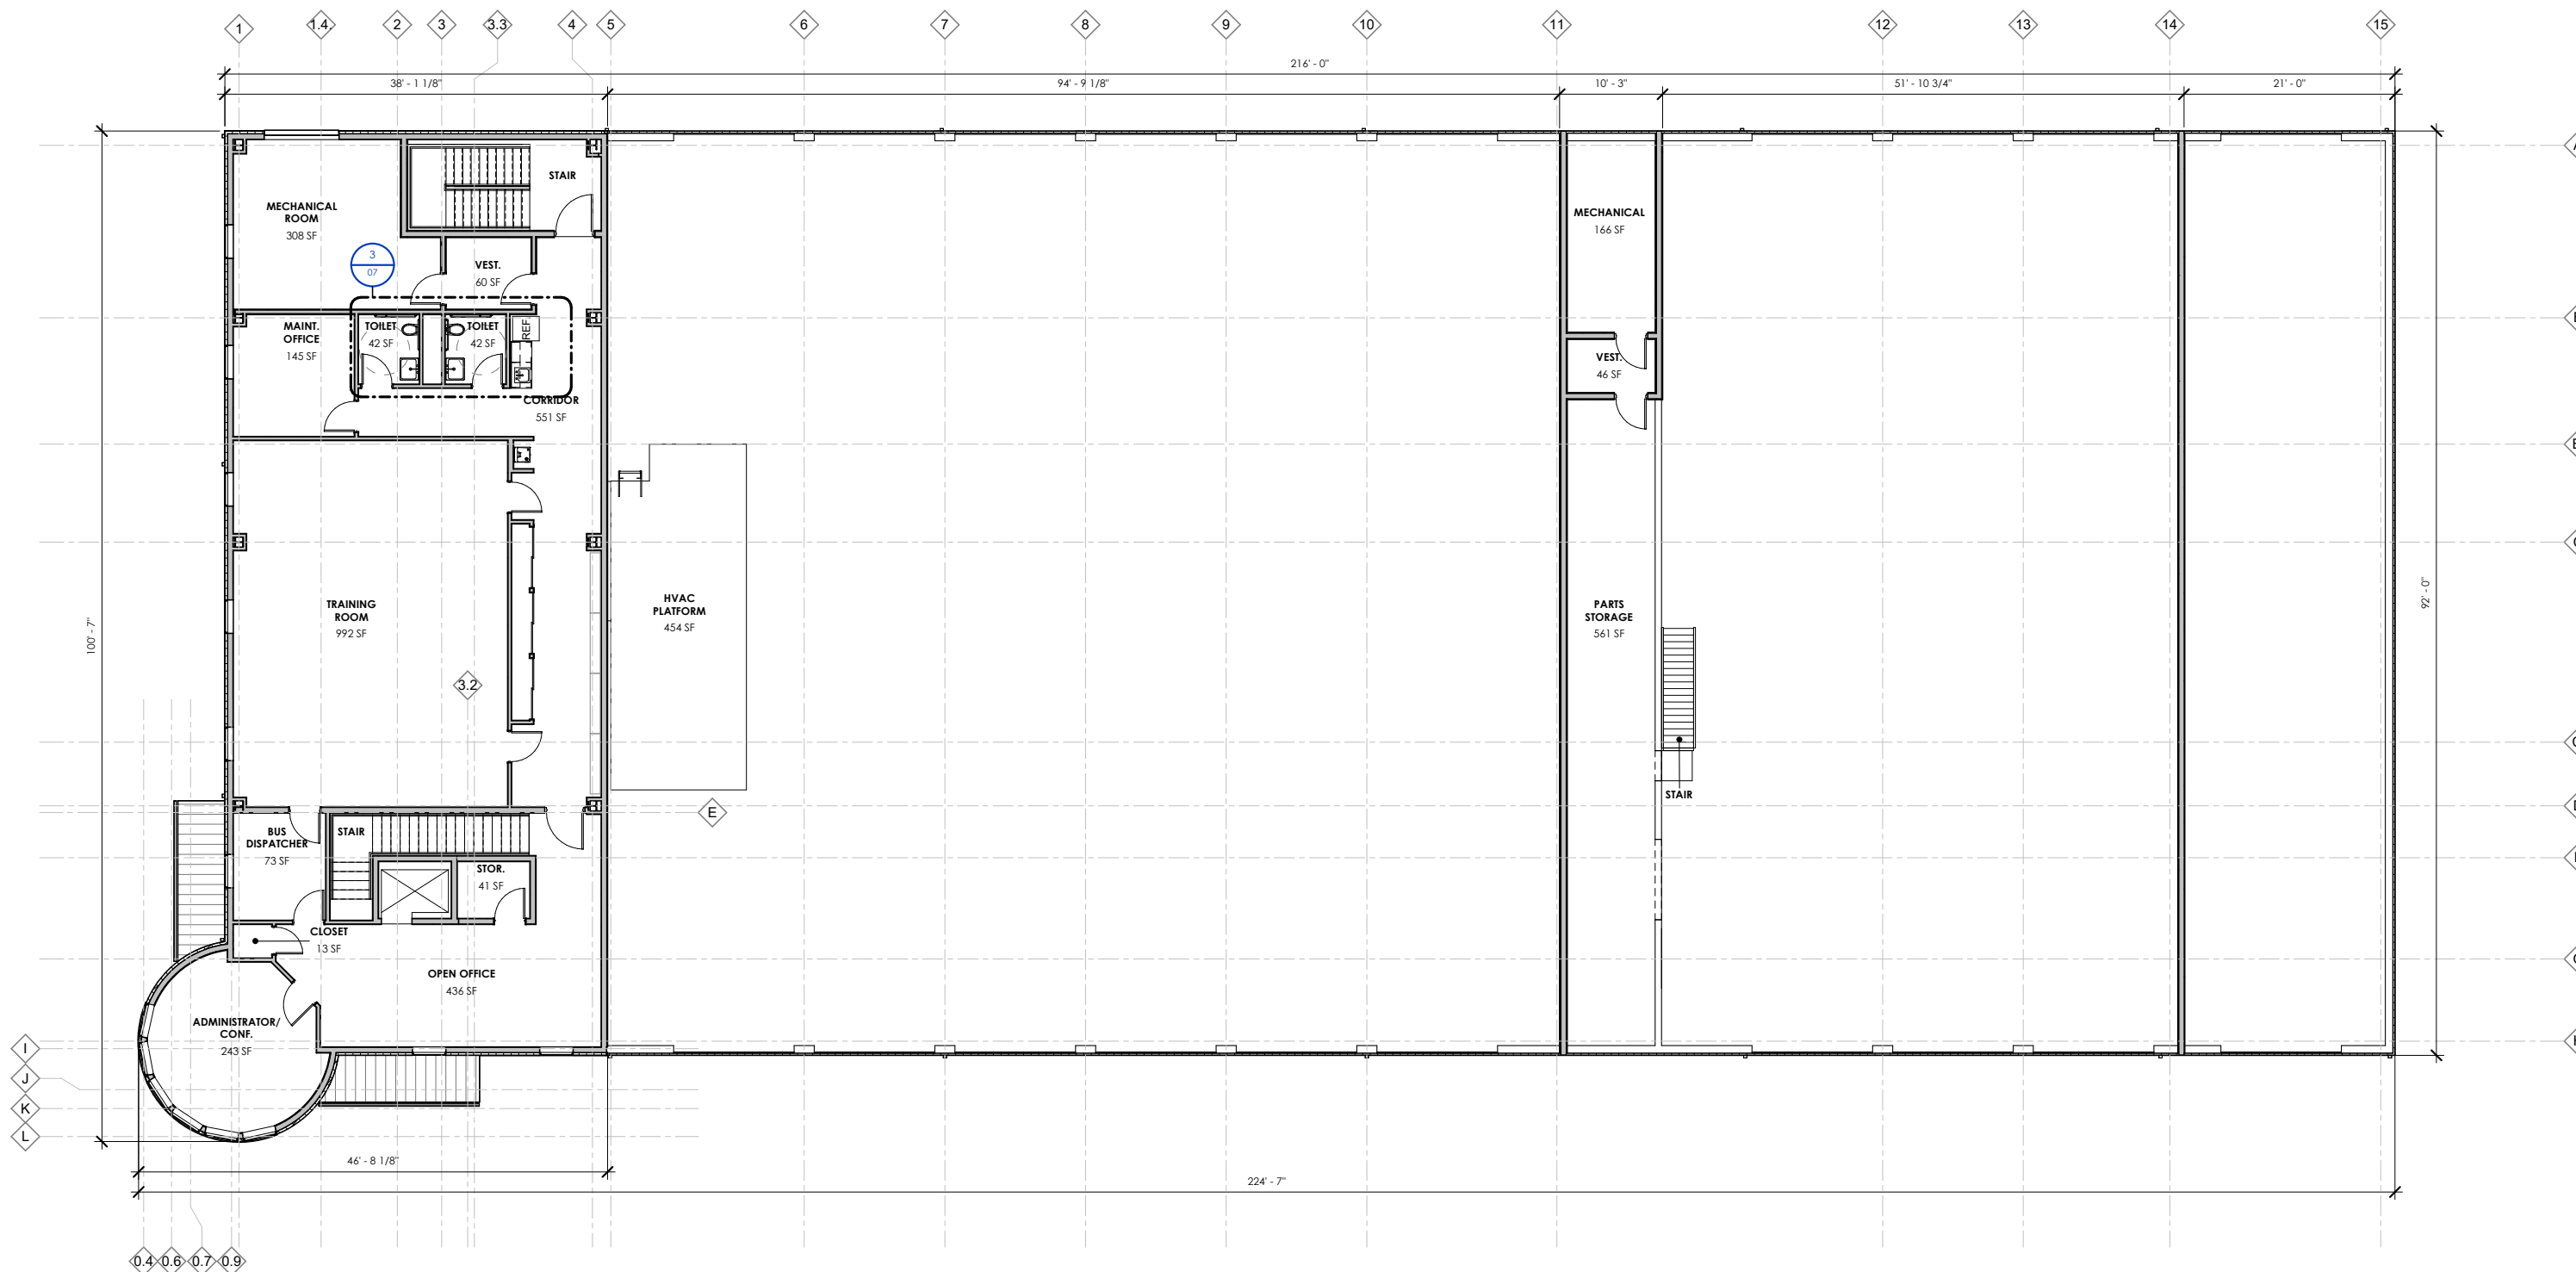 1
1.4.
2
3
3.3
4
5
6
7
8
9
10
11
12
13
14
15
216' - 0"
38' - 1 1/8"
94' - 9 1/8"
10' - 3"
51' - 10 3/4"
21' - 0"
STAIR
MECHANICAL
ROOM
308 SF
3
07
VEST.
60 SF
MECHANICAL
166 SF
MAINT.
OFFICE
145 SF
TOILET
42 SF
TOILET
42 SF
REF.
CORRIDOR
551 SF
VEST.
46 SF
100' - 7"
92' - 0"
TRAINING
ROOM
992 SF
HVAC
PLATFORM
454 SF
PARTS
STORAGE
561 SF
3.2
STAIR
E
BUS
DISPATCHER
73 SF
STAIR
STOR.
41 SF
CLOSET
13 SF
OPEN OFFICE
436 SF
ADMINISTRATOR/
CONF.
243 SF
I
J
K
L
46' - 8 1/8"
224' - 7"
0.4
0.6
0.7
0.9